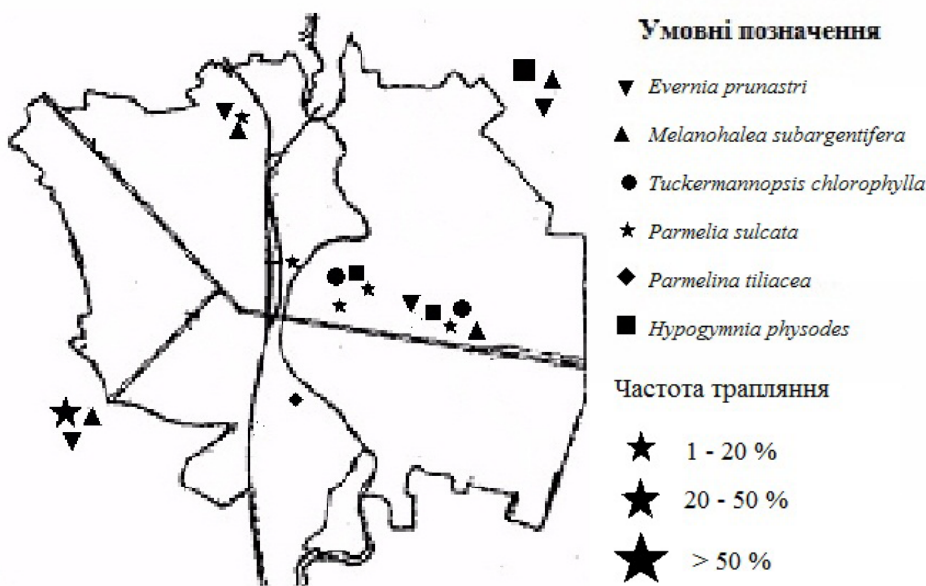 Умовні позначення
Evernia prunastri
Melanohalea subargentifera
Tuckermannopsis chlorophylla
Parmelia sulcata
Parmelina tiliacea
Hypogymnia physodes
Частота трапляння
1 - 20 %
20 - 50 %
> 50 %